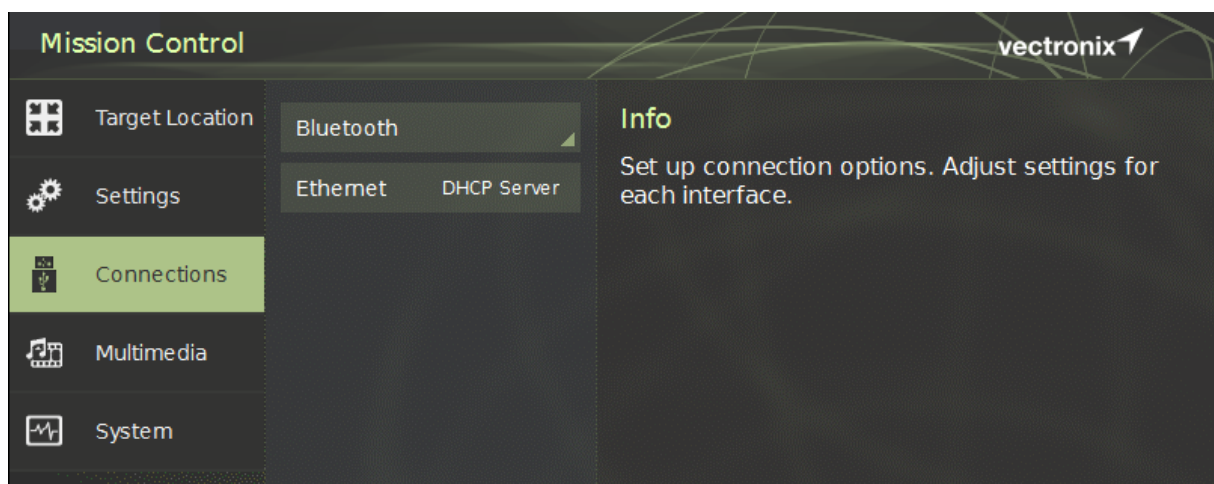 Mission Control
vectronix
Target Location
Settings
Connections
Multimedia
System
Bluetooth
Ethernet DHCP Server
Info
Set up connection options. Adjust settings for
each interface.